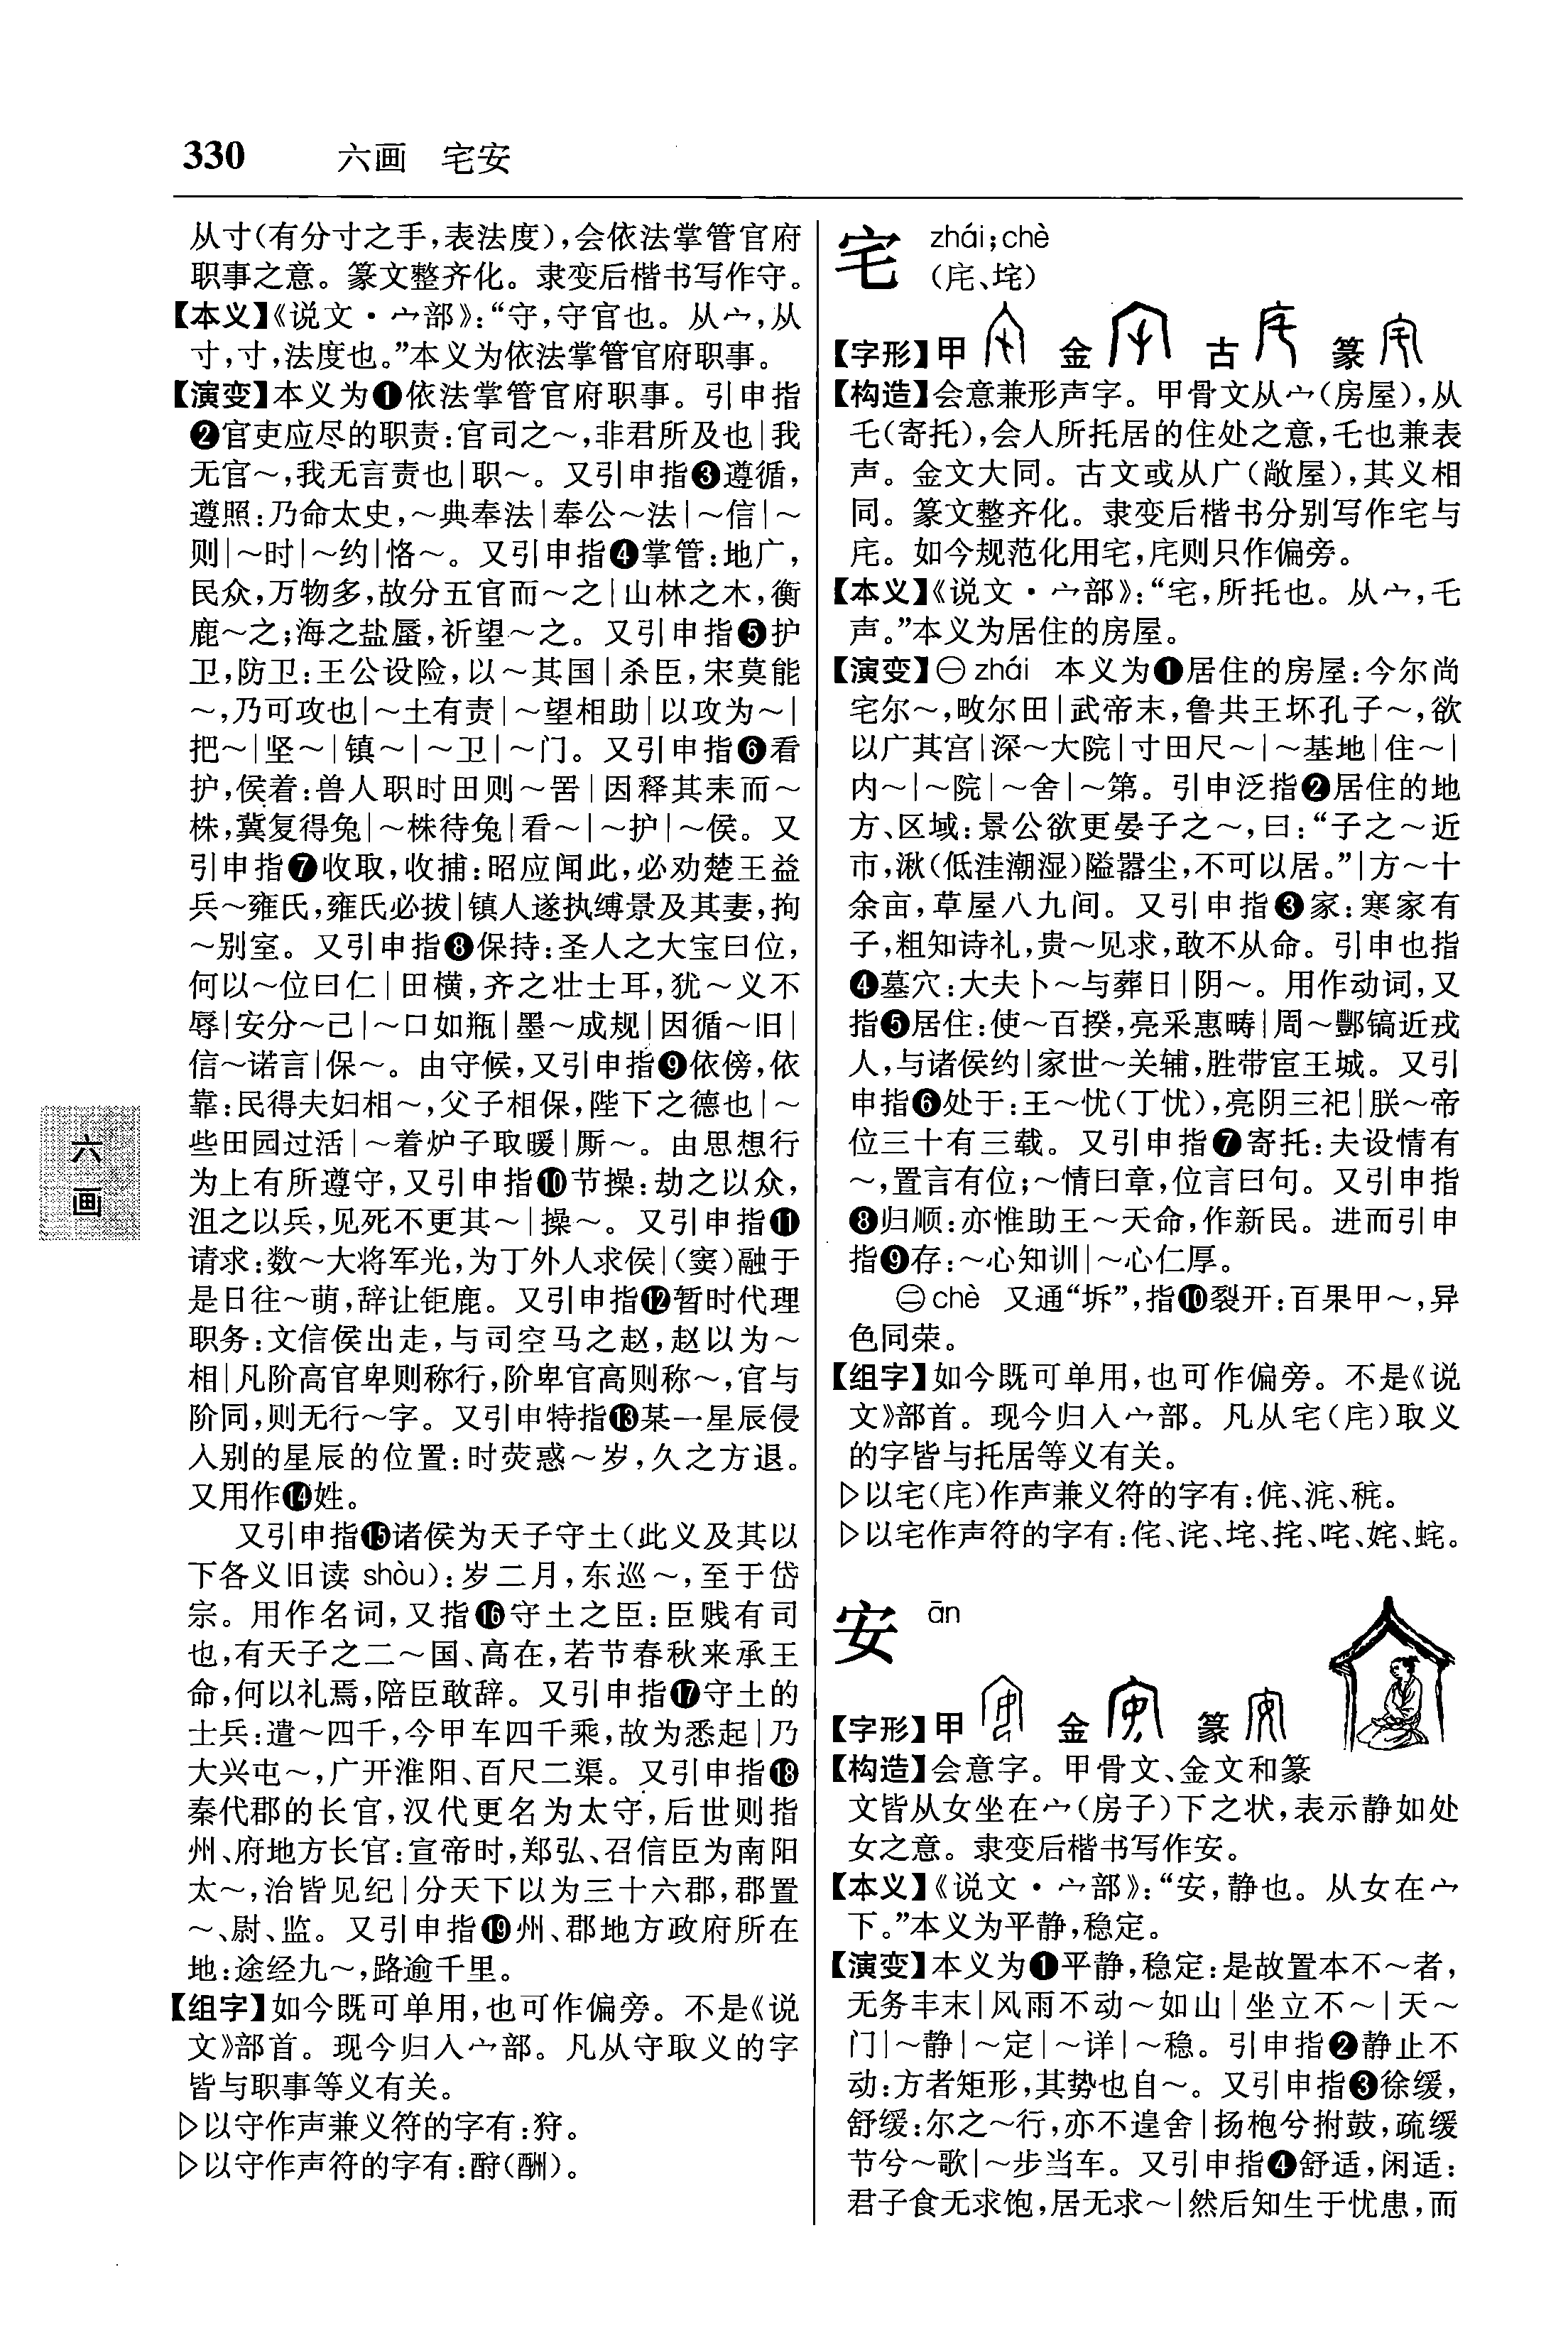 330 六画 宅安
从寸(有分寸之手,表法度),会依法掌管官府
职事之意。篆文整齐化。隶变后楷书写作守。
【本义】《说文·宀部》:“守,守官也。从宀,从
寸,寸,法度也。”本义为依法掌管官府职事。
【演变】本义为❶依法掌管官府职事。引申指
❷官吏应尽的职责:官司之～,非君所及也|我
无官～,我无言责也|职～。又引申指❸遵循,
遵照:乃命太史,～典奉法|奉公～法|～信|～
则|～时|～约|恪～。又引申指❹掌管:地广,
民众,万物多,故分五官而～之|山林之木,衡
鹿～之;海之盐蜃,祈望～之。又引申指❺护
卫,防卫:王公设险,以～其国|杀臣,宋莫能
～,乃可攻也|～土有责|～望相助|以攻为～|
把～|坚～|镇～|～卫|～门。又引申指❻看
护,侯着:兽人职时田则～罟|因释其耒而～
株,冀复得兔|～株待兔|看～|～护|～侯。又
引申指❼收取,收捕:昭应闻此,必劝楚王益
兵～雍氏,雍氏必拔|镇人遂执缚景及其妻,拘
～别室。又引申指❽保持:圣人之大宝曰位,
何以～位曰仁|田横,齐之壮士耳,犹～义不
辱|安分～己|～口如瓶|墨～成规|因循～旧|
信～诺言|保～。由守候,又引申指❾依傍,依
靠:民得夫妇相～,父子相保,陛下之德也|～
些田园过活|～着炉子取暖|厮～。由思想行
为上有所遵守,又引申指❿节操:劫之以众,
沮之以兵,见死不更其～|操～。又引申指⓫
请求:数～大将军光,为丁外人求侯|(窦)融于
是日往～萌,辞让钜鹿。又引申指⓬暂时代理
职务:文信侯出走,与司空马之赵,赵以为～
相|凡阶高官卑则称行,阶卑官高则称～,官与
阶同,则无行～字。又引申特指⓭某一星辰侵
入别的星辰的位置:时荧惑～岁,久之方退。
又用作⓮姓。
又引申指⓯诸侯为天子守土(此义及其以
下各义旧读 shòu):岁二月,东巡～,至于岱
宗。用作名词,又指⓰守土之臣:臣贱有司
也,有天子之二～国、高在,若节春秋来承王
命,何以礼焉,陪臣敢辞。又引申指⓱守土的
士兵:遣～四千,今甲车四千乘,故为悉起|乃
大兴屯～,广开淮阳、百尺二渠。又引申指⓲
秦代郡的长官,汉代更名为太守,后世则指
州、府地方长官:宣帝时,郑弘、召信臣为南阳
太～,治皆见纪|分天下以为三十六郡,郡置
～、尉、监。又引申指⓳州、郡地方政府所在
地:途经九～,路逾千里。
【组字】如今既可单用,也可作偏旁。不是《说
文》部首。现今归入宀部。凡从守取义的字
皆与职事等义有关。
▷以守作声兼义符的字有:狩。
▷以守作声符的字有:酧(酬)。
六
画
宅 zhái;chè
(㡯、垞)
【字形】甲 金 古 篆
【构造】会意兼形声字。甲骨文从宀(房屋),从
乇(寄托),会人所托居的住处之意,乇也兼表
声。金文大同。古文或从广(敞屋),其义相
同。篆文整齐化。隶变后楷书分别写作宅与
㡯。如今规范化用宅,㡯则只作偏旁。
【本义】《说文·宀部》:“宅,所托也。从宀,乇
声。”本义为居住的房屋。
【演变】㊀zhái 本义为❶居住的房屋:今尔尚
宅尔～,畋尔田|武帝末,鲁共王坏孔子～,欲
以广其宫|深～大院|寸田尺～|～基地|住～|
内～|～院|～舍|～第。引申泛指❷居住的地
方、区域:景公欲更晏子之～,曰:“子之～近
市,湫(低洼潮湿)隘嚣尘,不可以居。”|方～十
余亩,草屋八九间。又引申指❸家:寒家有
子,粗知诗礼,贵～见求,敢不从命。引申也指
❹墓穴:大夫卜～与葬日|阴～。用作动词,又
指❺居住:使～百揆,亮采惠畴|周～酆镐近戎
人,与诸侯约|家世～关辅,胜带宦王城。又引
申指❻处于:王～忧(丁忧),亮阴三祀|朕～帝
位三十有三载。又引申指❼寄托:夫设情有
～,置言有位;～情曰章,位言曰句。又引申指
❽归顺:亦惟助王～天命,作新民。进而引申
指❾存:～心知训|～心仁厚。
㊁chè 又通“坼”,指❿裂开:百果甲～,异
色同荣。
【组字】如今既可单用,也可作偏旁。不是《说
文》部首。现今归入宀部。凡从宅(㡯)取义
的字皆与托居等义有关。
▷以宅(㡯)作声兼义符的字有:侂、㳅、秺。
▷以宅作声符的字有:侘、诧、垞、挓、咤、姹、蛇。
安 ān
【字形】甲 金 篆
【构造】会意字。甲骨文、金文和篆
文皆从女坐在宀(房子)下之状,表示静如处
女之意。隶变后楷书写作安。
【本义】《说文·宀部》:“安,静也。从女在宀
下。”本义为平静,稳定。
【演变】本义为❶平静,稳定:是故置本不～者,
无务丰末|风雨不动～如山|坐立不～|天～
门|～静|～定|～详|～稳。引申指❷静止不
动:方者矩形,其势也自～。又引申指❸徐缓,
舒缓:尔之～行,亦不遑舍|扬枹兮拊鼓,疏缓
节兮～歌|～步当车。又引申指❹舒适,闲适:
君子食无求饱,居无求～|然后知生于忧患,而